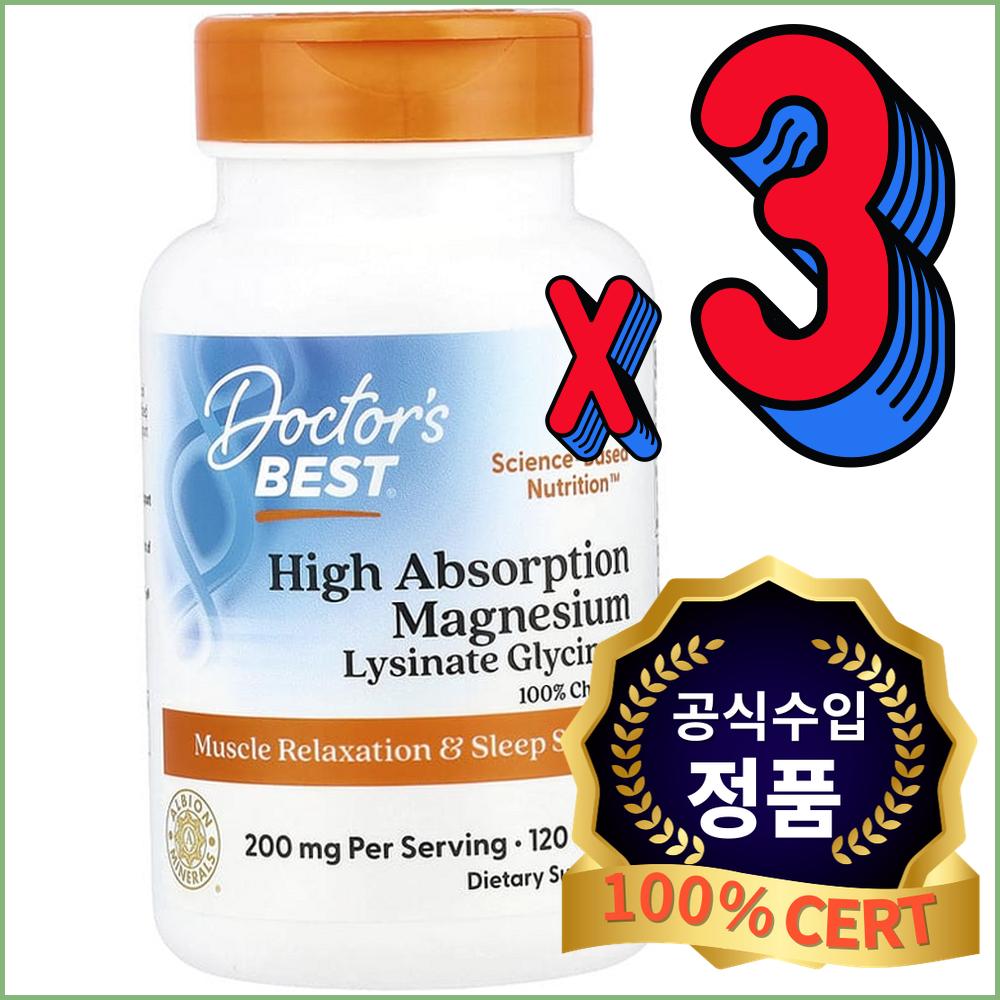 x3
Doctor's
BEST®
Science-Based
Nutrition™
High Absorption
Magnesium
Lysinate Glycin
100% Ch
Muscle Relaxation & Sleep S
ALBION
MINERALS
200 mg Per Serving • 120
Dietary Su
공식수입
정품
100% CERT